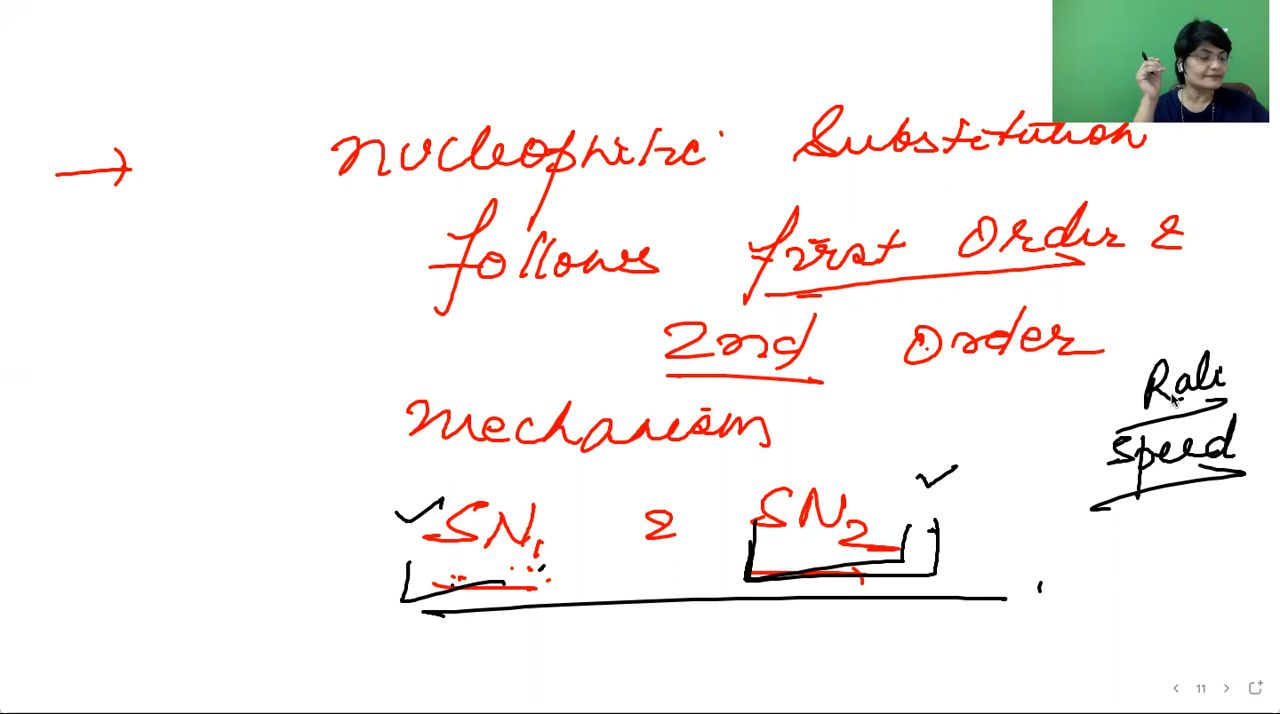 → Nucleophilic Substitution
follows first order &
2nd order
Mechanism
SN1 & SN2
Rate
Speed
11